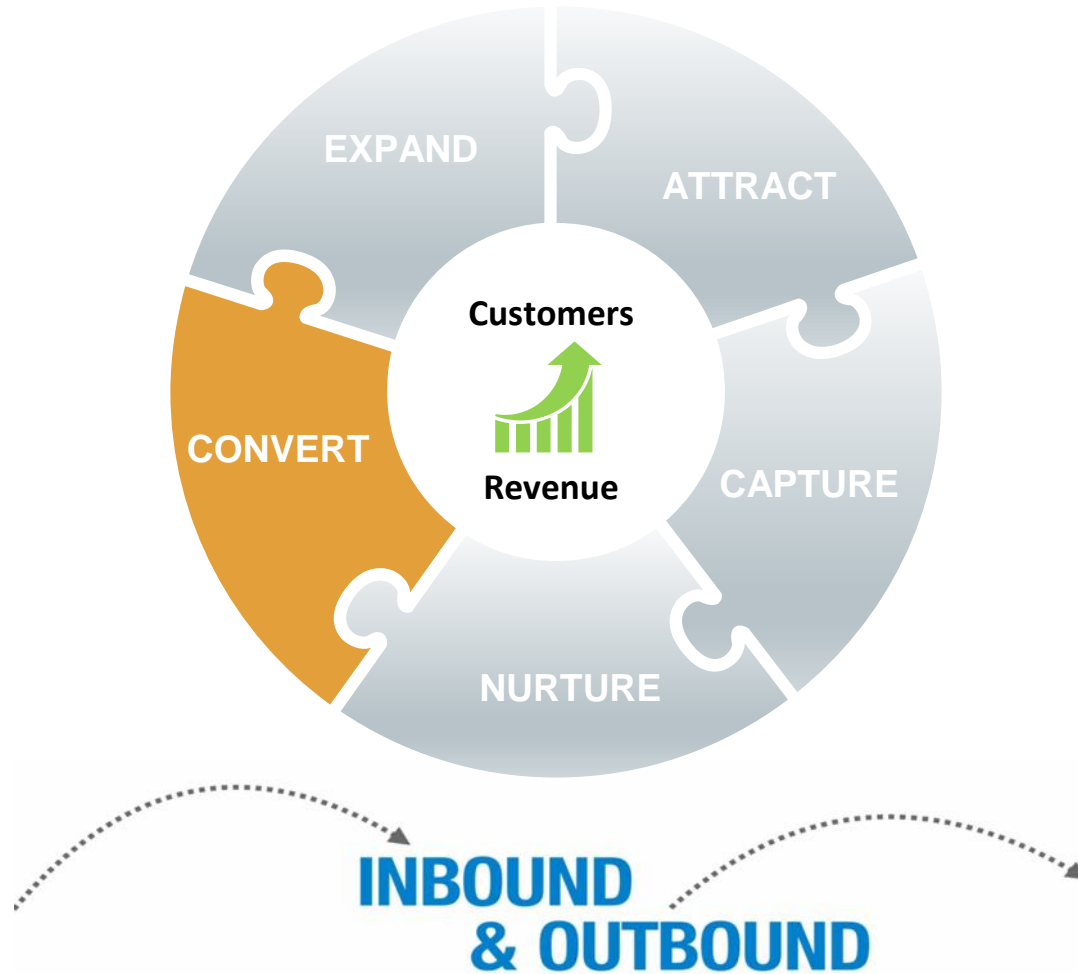 EXPAND
ATTRACT
Customers
CONVERT
CAPTURE
Revenue
NURTURE
INBOUND
& OUTBOUND